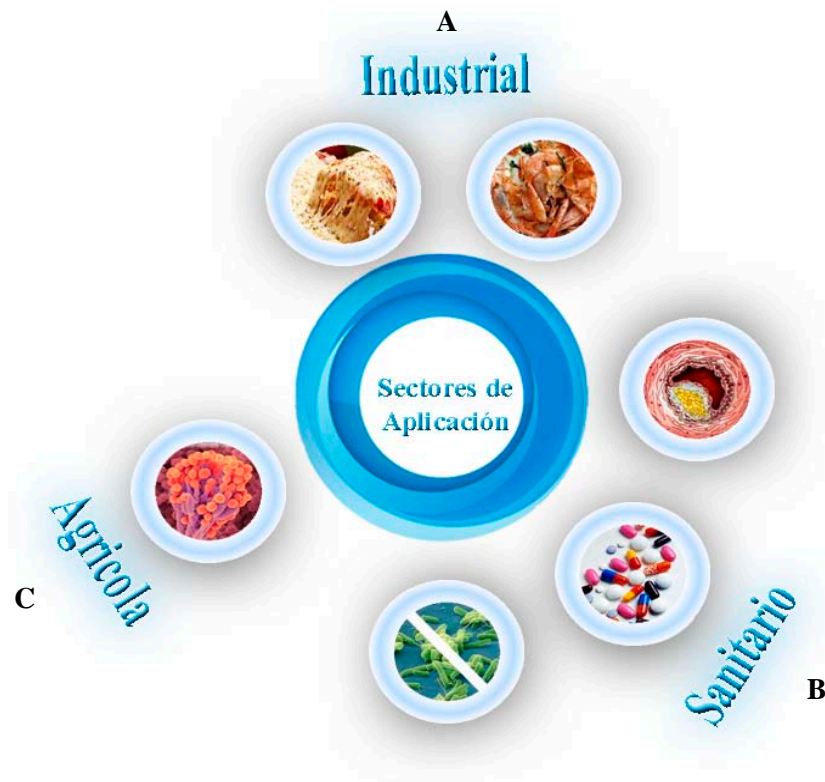 A
Industrial
Sectores de
Aplicación
Agricola
C
Sanitario
B